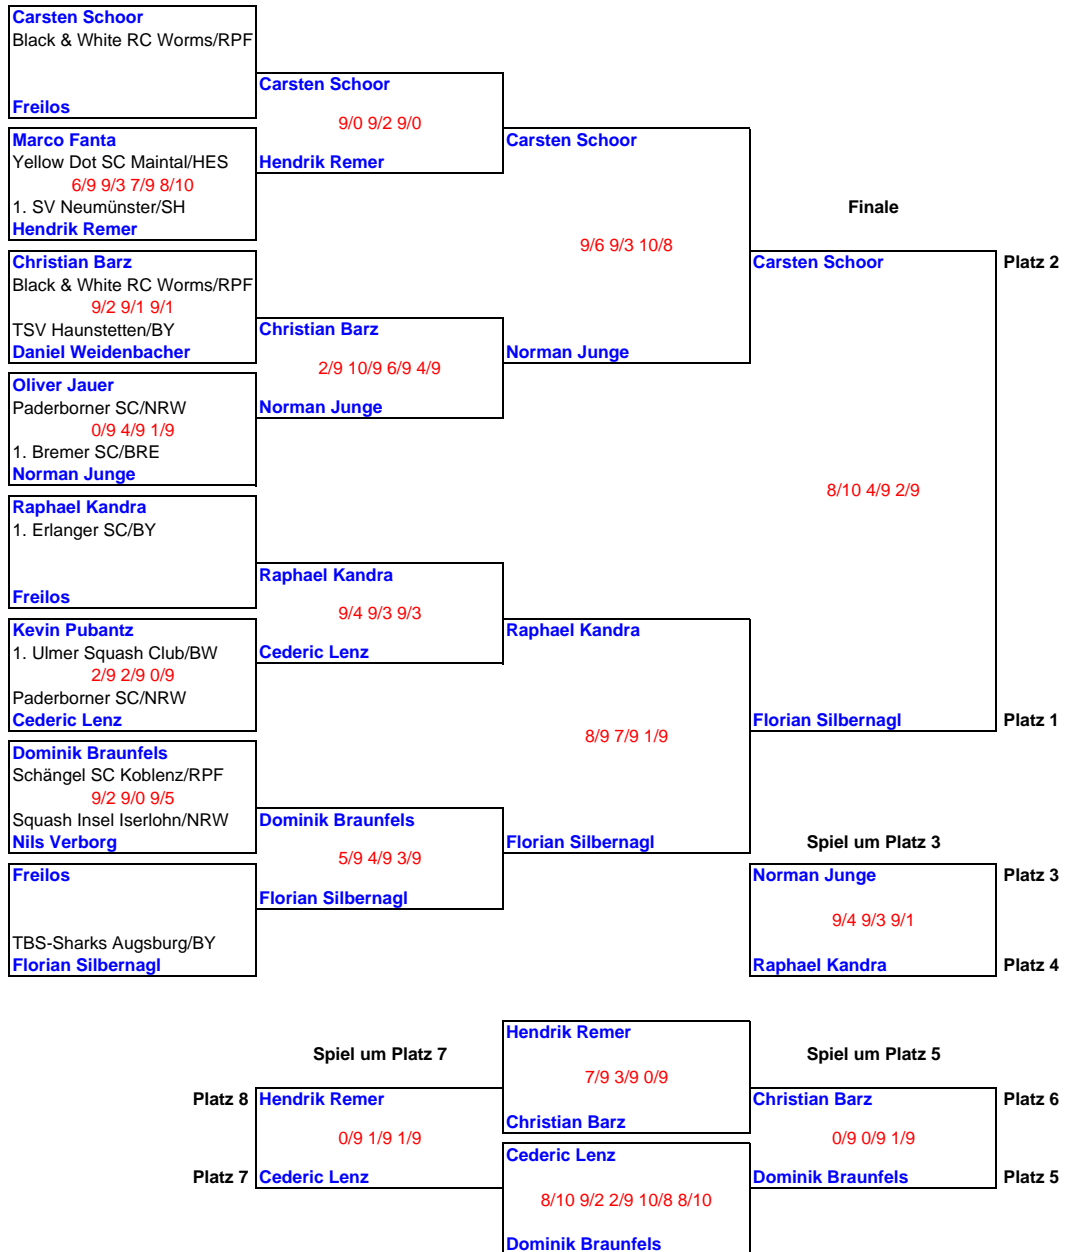 Carsten Schoor
Black & White RC Worms/RPF
Freilos
Marco Fanta
Yellow Dot SC Maintal/HES
6/9 9/3 7/9 8/10
1. SV Neumünster/SH
Hendrik Remer
Christian Barz
Black & White RC Worms/RPF
9/2 9/1 9/1
TSV Haunstetten/BY
Daniel Weidenbacher
Oliver Jauer
Paderborner SC/NRW
0/9 4/9 1/9
1. Bremer SC/BRE
Norman Junge
Raphael Kandra
1. Erlanger SC/BY
Freilos
Kevin Pubantz
1. Ulmer Squash Club/BW
2/9 2/9 0/9
Paderborner SC/NRW
Cederic Lenz
Dominik Braunfels
Schängel SC Koblenz/RPF
9/2 9/0 9/5
Squash Insel Iserlohn/NRW
Nils Verborg
Freilos
TBS-Sharks Augsburg/BY
Florian Silbernagl
Carsten Schoor
9/0 9/2 9/0
Hendrik Remer
Christian Barz
2/9 10/9 6/9 4/9
Norman Junge
Raphael Kandra
9/4 9/3 9/3
Cederic Lenz
Dominik Braunfels
5/9 4/9 3/9
Florian Silbernagl
Carsten Schoor
9/6 9/3 10/8
Norman Junge
Raphael Kandra
8/9 7/9 1/9
Florian Silbernagl
Finale
Carsten Schoor Platz 2
8/10 4/9 2/9
Florian Silbernagl Platz 1
Spiel um Platz 3
Norman Junge Platz 3
9/4 9/3 9/1
Raphael Kandra Platz 4
Hendrik Remer
7/9 3/9 0/9
Christian Barz
Cederic Lenz
8/10 9/2 2/9 10/8 8/10
Dominik Braunfels
Spiel um Platz 7
Platz 8 Hendrik Remer
0/9 1/9 1/9
Platz 7 Cederic Lenz
Spiel um Platz 5
Christian Barz Platz 6
0/9 0/9 1/9
Dominik Braunfels Platz 5